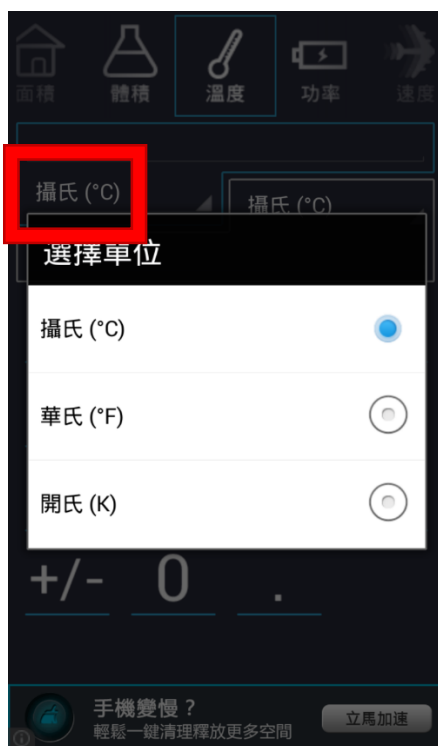 面積 體積 溫度 功率 速度
攝氏 (°C) 攝氏 (°C)
選擇單位
攝氏 (°C)
華氏 (°F)
開氏 (K)
+/- 0 .
手機變慢？
輕鬆一鍵清理釋放更多空間
立馬加速